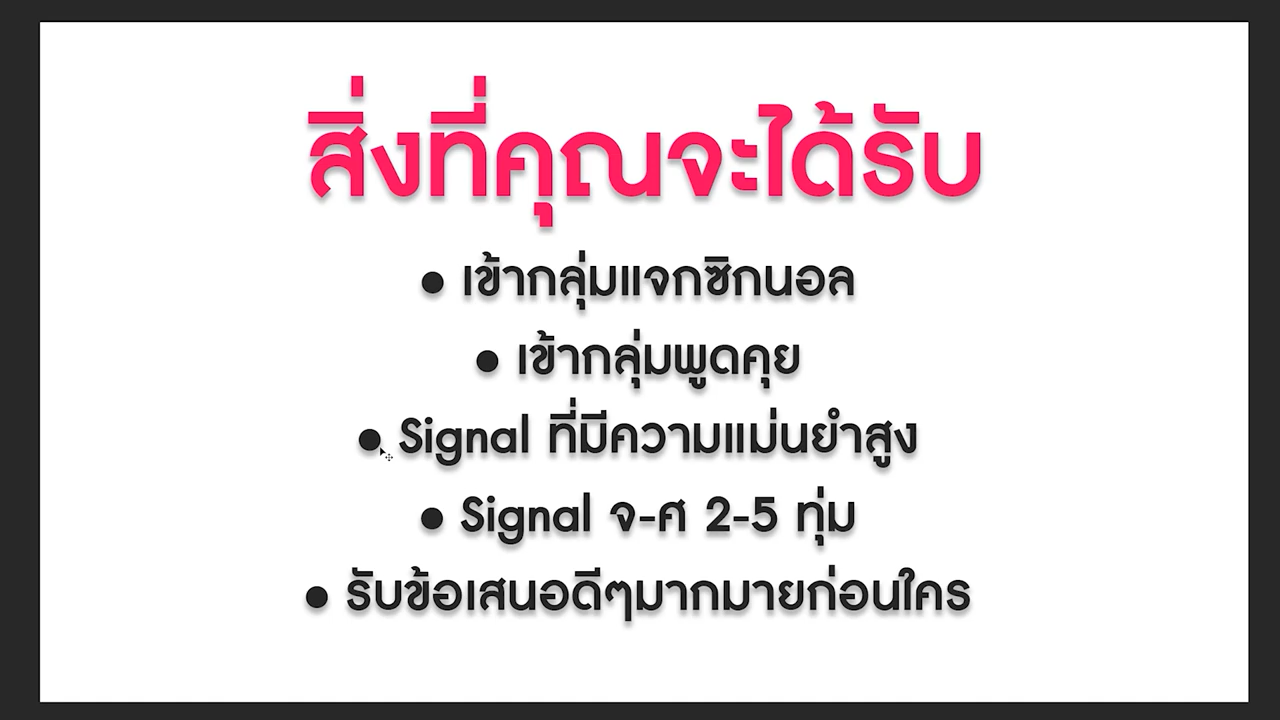 สิ่งที่คุณจะได้รับ
• เข้ากลุ่มแจกซิกนอล
• เข้ากลุ่มพูดคุย
• Signal ที่มีความแม่นยำสูง
• Signal จ-ศ 2-5 ทุ่ม
• รับข้อเสนอดีๆมากมายก่อนใคร